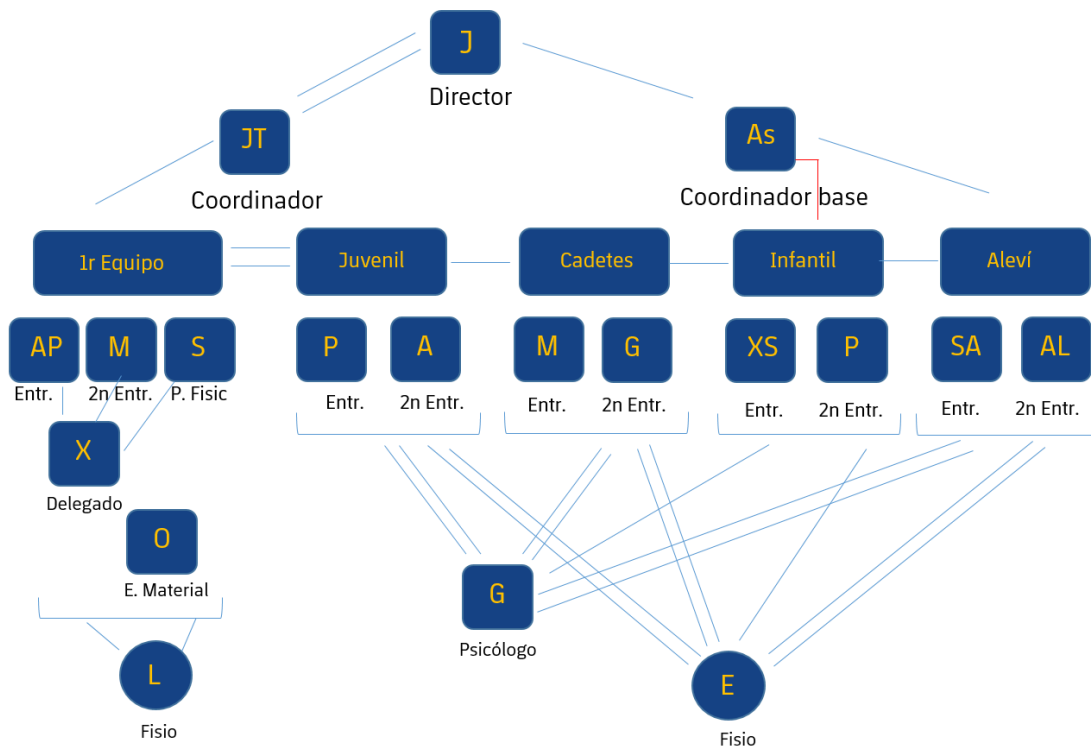 J
Director
JT
As
Coordinador
Coordinador base
1r Equipo
Juvenil
Cadetes
Infantil
Aleví
AP
M
S
P
A
M
G
XS
P
SA
AL
Entr.
2n Entr.
P. Fisic
Entr.
2n Entr.
Entr.
2n Entr.
Entr.
2n Entr.
Entr.
2n Entr.
X
Delegado
O
E. Material
G
Psicólogo
L
Fisio
E
Fisio